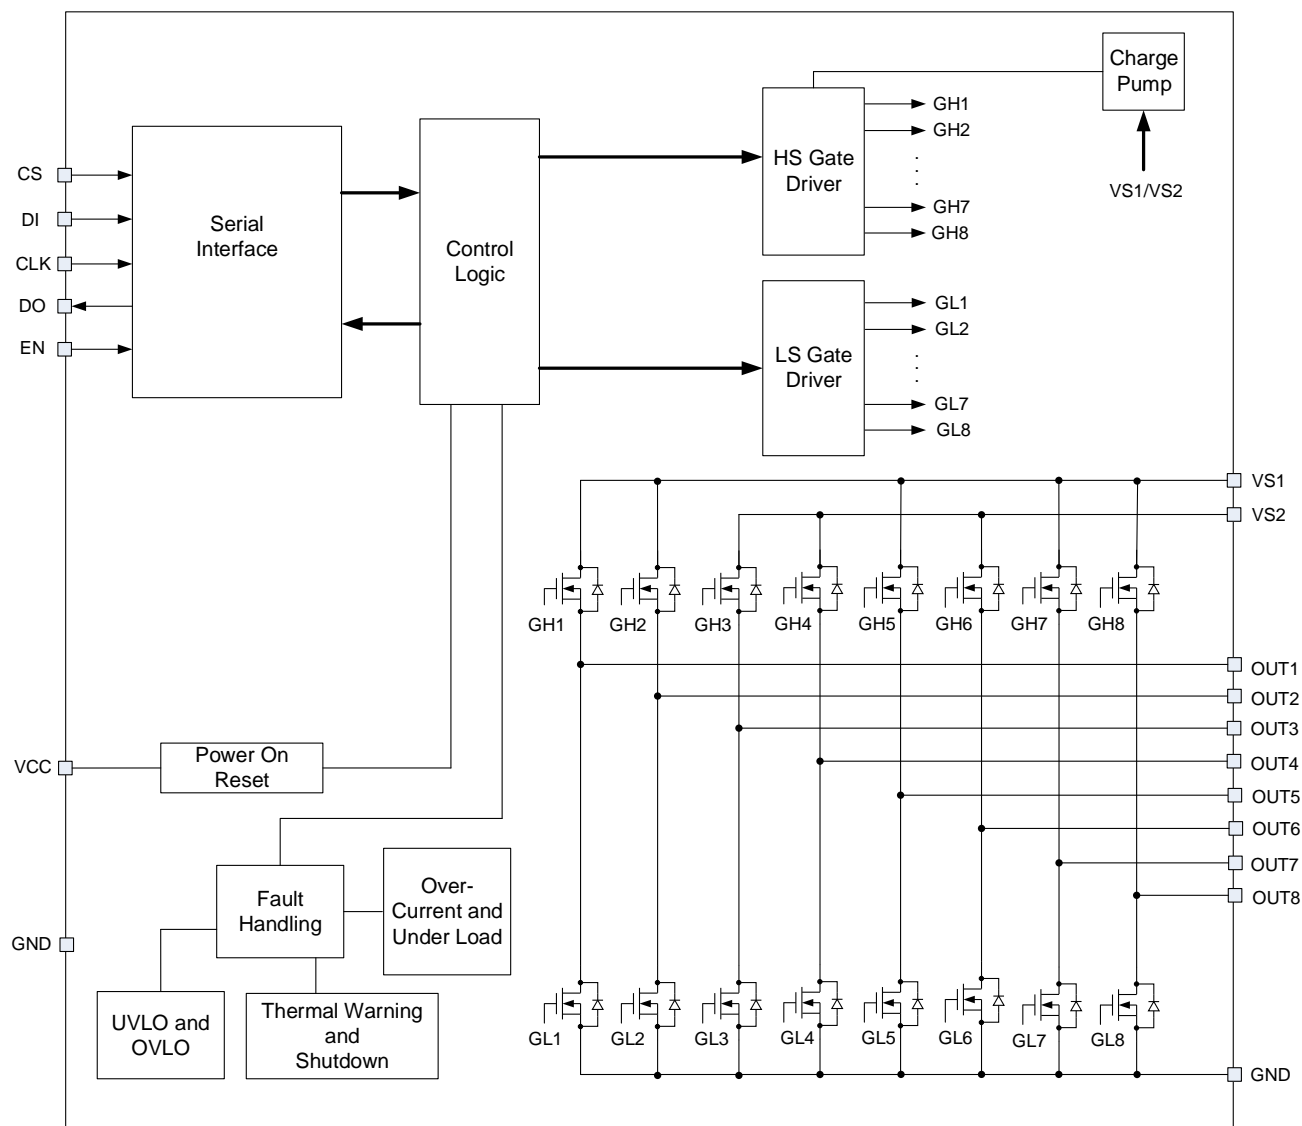 Charge
Pump
VS1/VS2
HS Gate
Driver
GH1
GH2
GH7
GH8
CS
DI
CLK
DO
EN
Serial
Interface
Control
Logic
LS Gate
Driver
GL1
GL2
GL7
GL8
VS1
VS2
GH1
GH2
GH3
GH4
GH5
GH6
GH7
GH8
OUT1
OUT2
OUT3
OUT4
OUT5
OUT6
OUT7
OUT8
VCC
Power On
Reset
Fault
Handling
Over-
Current and
Under Load
GND
UVLO and
OVLO
Thermal Warning
and
Shutdown
GL1
GL2
GL3
GL4
GL5
GL6
GL7
GL8
GND